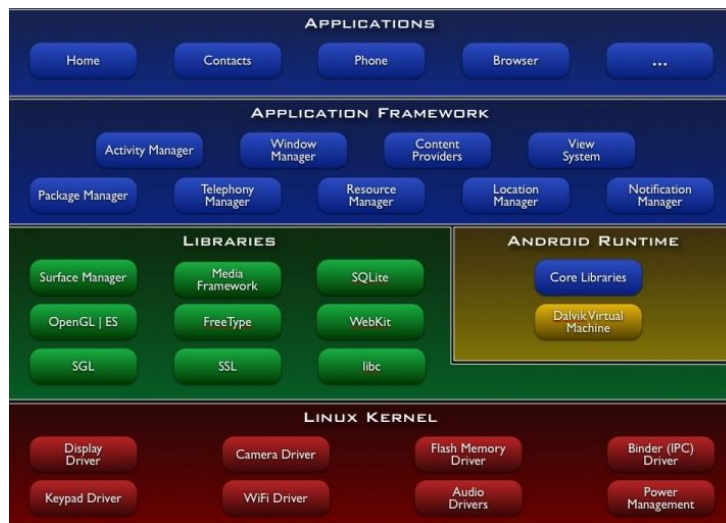 APPLICATIONS
Home
Contacts
Phone
Browser
...
APPLICATION FRAMEWORK
Activity Manager
Window
Manager
Content
Providers
View
System
Package Manager
Telephony
Manager
Resource
Manager
Location
Manager
Notification
Manager
LIBRARIES
Surface Manager
Media
Framework
SQLite
OpenGL | ES
FreeType
WebKit
SGL
SSL
libc
ANDROID RUNTIME
Core Libraries
Dalvik Virtual
Machine
LINUX KERNEL
Display
Driver
Camera Driver
Flash Memory
Driver
Binder (IPC)
Driver
Keypad Driver
WiFi Driver
Audio
Drivers
Power
Management